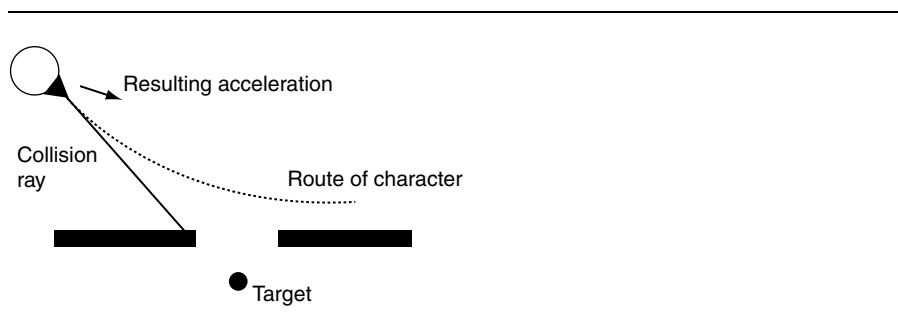 Resulting acceleration
Collision
ray
Route of character
Target